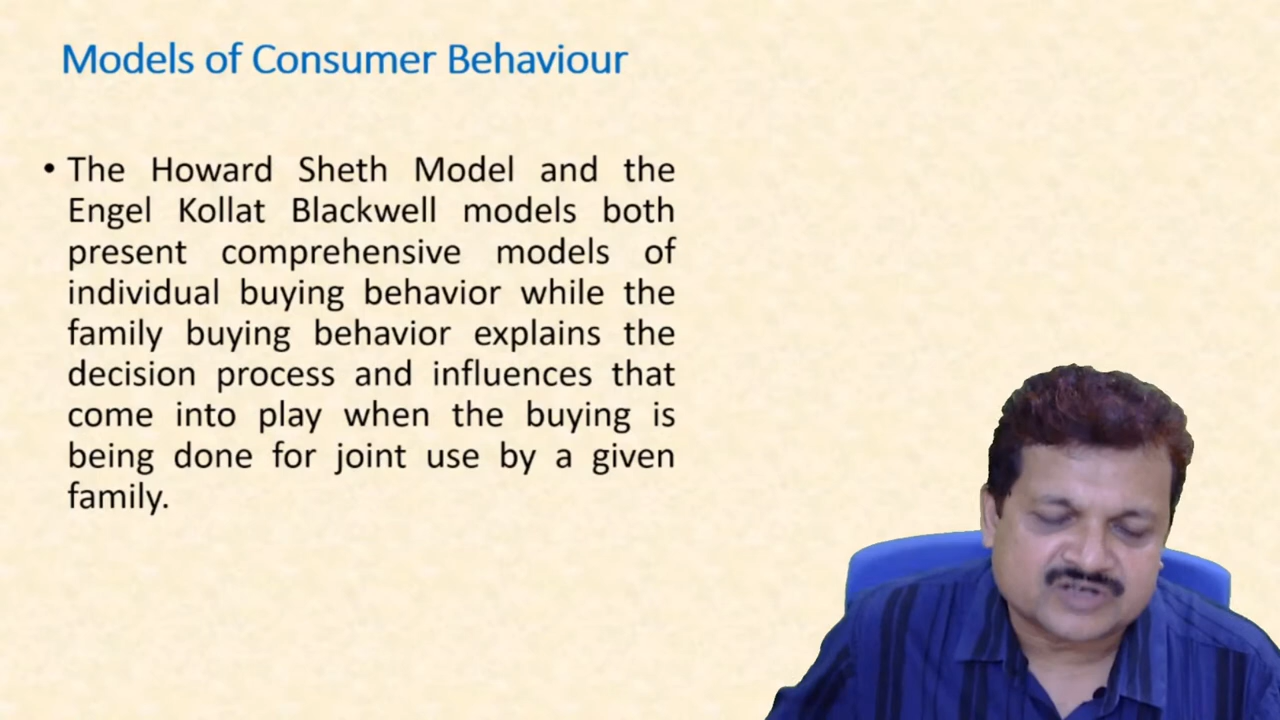 Models of Consumer Behaviour
• The Howard Sheth Model and the
Engel Kollat Blackwell models both
present comprehensive models of
individual buying behavior while the
family buying behavior explains the
decision process and influences that
come into play when the buying is
being done for joint use by a given
family.